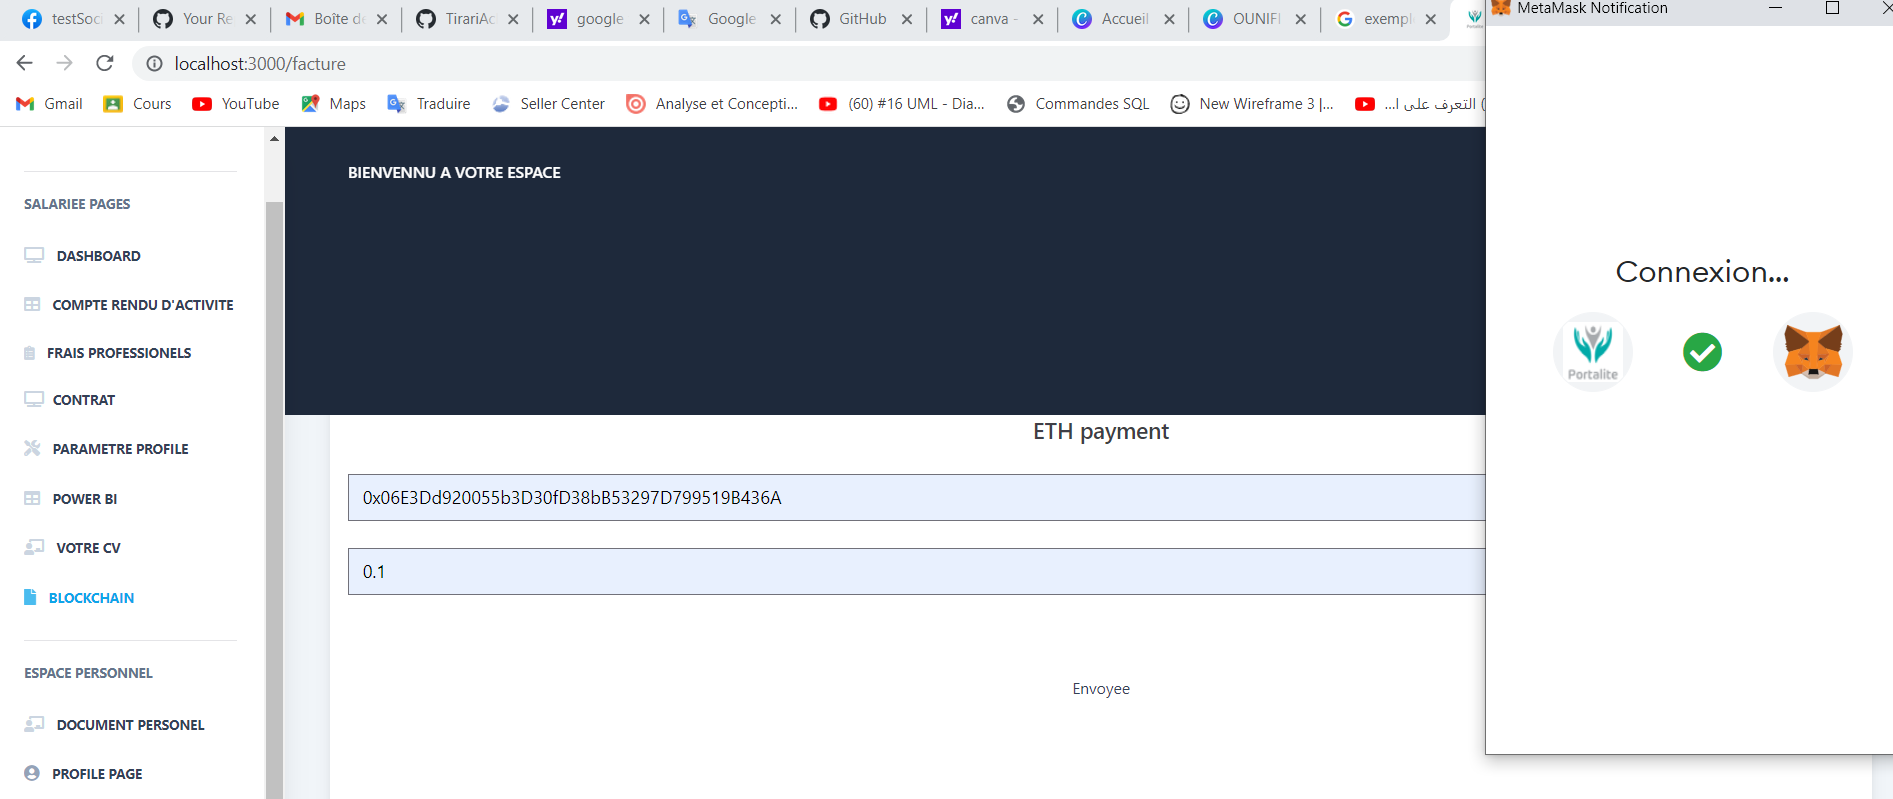 testSoci
Your Re
Boîte de
TirariAc
google
Google
GitHub
canva -
Accueil
OUNIFI
exempl
MetaMask Notification
localhost:3000/facture
Gmail
Cours
YouTube
Maps
Traduire
Seller Center
Analyse et Concepti...
(60) #16 UML - Dia...
Commandes SQL
New Wireframe 3 |...
التعرف على ا...
BIENVENNU A VOTRE ESPACE
SALARIEE PAGES
DASHBOARD
COMPTE RENDU D'ACTIVITE
FRAIS PROFESSIONELS
CONTRAT
PARAMETRE PROFILE
POWER BI
VOTRE CV
BLOCKCHAIN
ESPACE PERSONNEL
DOCUMENT PERSONEL
PROFILE PAGE
ETH payment
0x06E3Dd920055b3D30fD38bB53297D799519B436A
0.1
Envoyee
Connexion...
Portalite